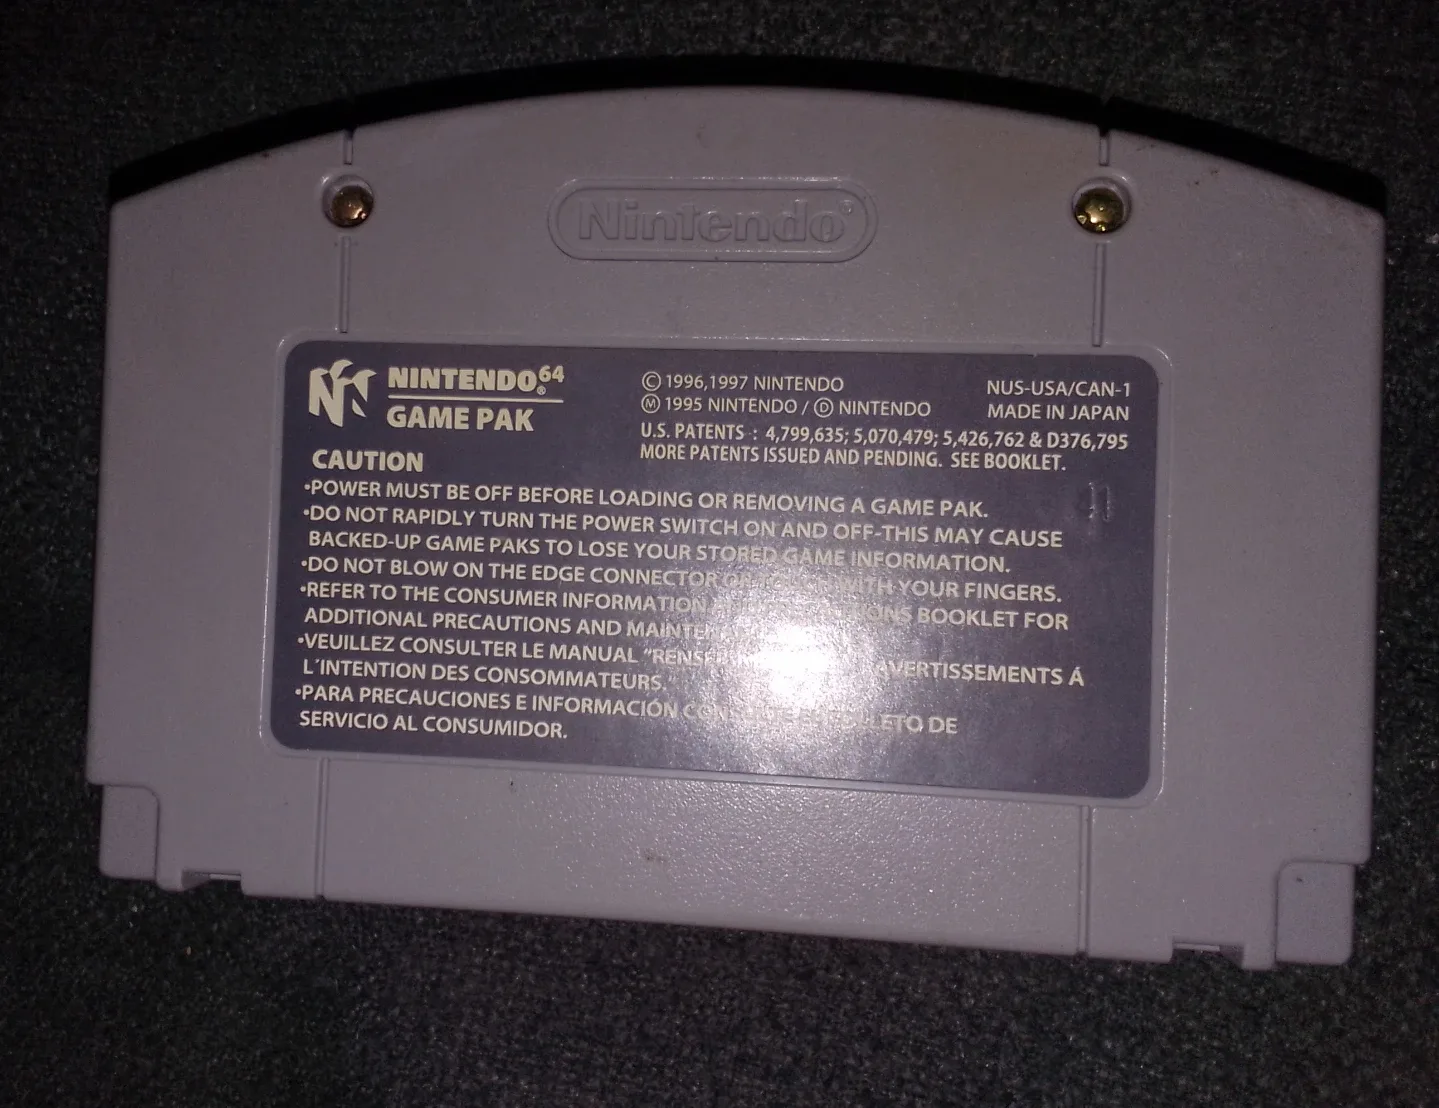 Nintendo®
NINTENDO64®
GAME PAK
© 1996,1997 NINTENDO
Ⓜ 1995 NINTENDO / Ⓓ NINTENDO
NUS-USA/CAN-1
MADE IN JAPAN
U.S. PATENTS : 4,799,635; 5,070,479; 5,426,762 & D376,795
MORE PATENTS ISSUED AND PENDING. SEE BOOKLET.
CAUTION
•POWER MUST BE OFF BEFORE LOADING OR REMOVING A GAME PAK.
•DO NOT RAPIDLY TURN THE POWER SWITCH ON AND OFF-THIS MAY CAUSE
BACKED-UP GAME PAKS TO LOSE YOUR STORED GAME INFORMATION.
•DO NOT BLOW ON THE EDGE CONNECTOR OR TOUCH WITH YOUR FINGERS.
•REFER TO THE CONSUMER INFORMATION BOOKLET FOR
ADDITIONAL PRECAUTIONS AND
•VEUILLEZ CONSULTER LE MANUAL AVERTISSEMENTS Á
L'INTENTION DES CONSOMMATEURS."
•PARA PRECAUCIONES E INFORMACIÓN DE
SERVICIO AL CONSUMIDOR.